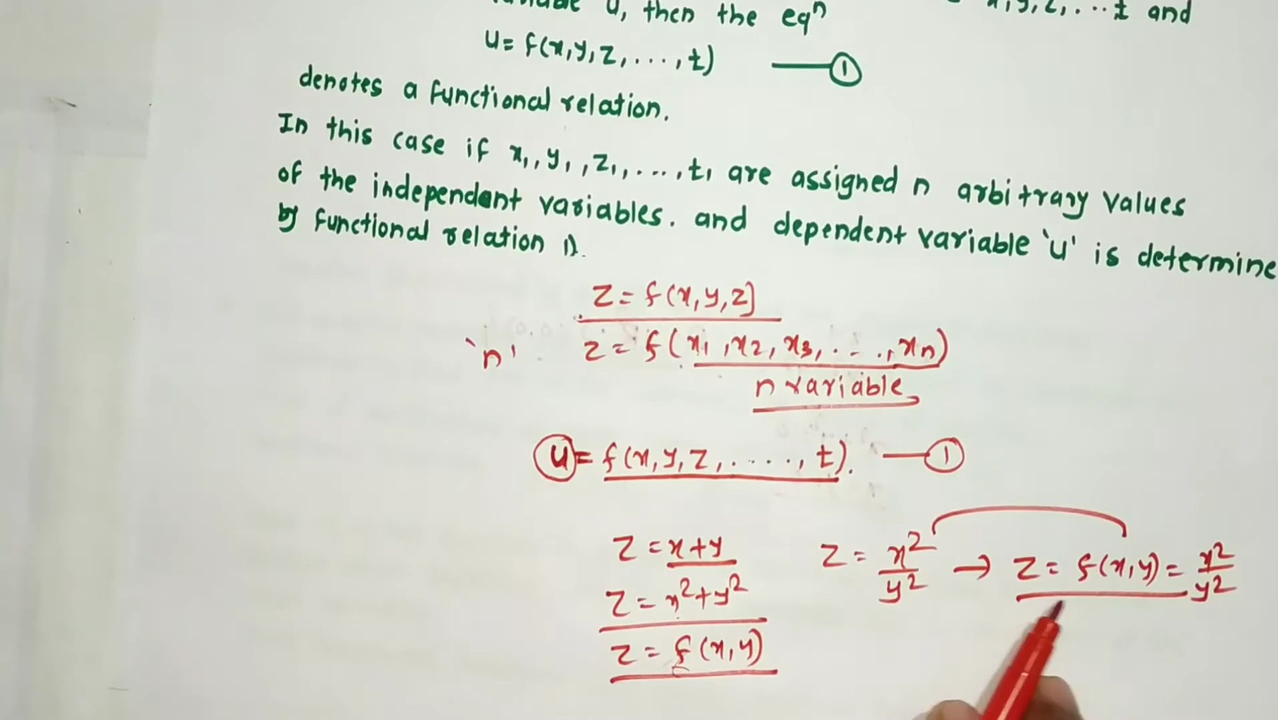 u, then the eqⁿ x,y,z,...t and
u = f(x,y,z,...,t) —①
denotes a functional relation.
In this case if x₁,y₁,z₁,...,t₁ are assigned n arbitrary values
of the independent variables. and dependent variable 'u' is determine
by functional relation 1).
z = f(x,y,z)
'n' z = f(x₁,x₂,x₃,...,xₙ)
n variable
u = f(x,y,z,.....,t). —①
z = x+y z = x²/y² → z = f(x,y) = x²/y²
z = x²+y²
z = f(x,y)